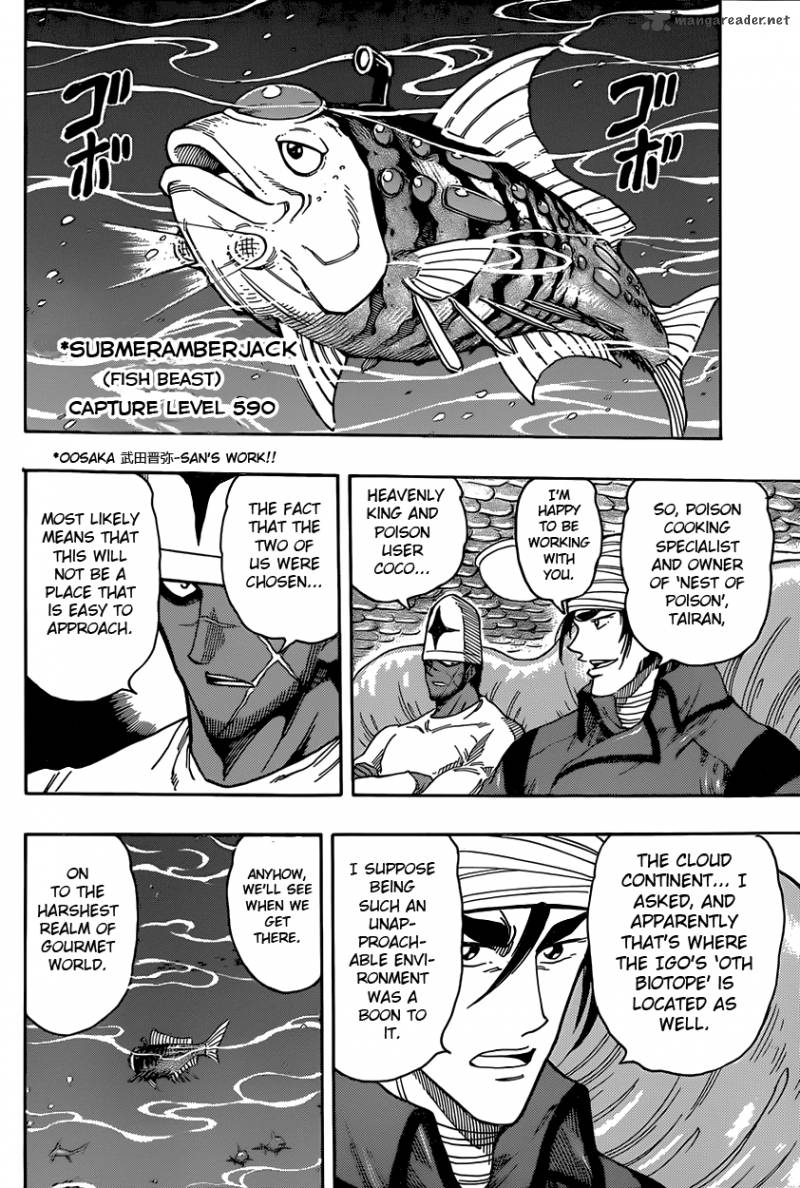 mangareader.net
ゴボ
ゴボ
*SUBMERAMBERJACK
(FISH BEAST)
CAPTURE LEVEL 590
*OOSAKA 武田晋弥-SAN'S WORK!!
SO, POISON
COOKING
SPECIALIST
AND OWNER
OF 'NEST OF
POISON',
TAIRAN,
I'M
HAPPY
TO BE
WORKING
WITH
YOU.
HEAVENLY
KING AND
POISON
USER
COCO...
THE FACT
THAT THE
TWO OF
US WERE
CHOSEN...
MOST LIKELY
MEANS THAT
THIS WILL
NOT BE A
PLACE THAT
IS EASY TO
APPROACH.
THE CLOUD
CONTINENT... I
ASKED, AND
APPARENTLY
THAT'S WHERE
THE IGO'S '0TH
BIOTOPE' IS
LOCATED AS
WELL.
I SUPPOSE
BEING
SUCH AN
UNAP-
PROACH-
ABLE ENVI-
RONMENT
WAS A
BOON TO
IT.
ANYHOW,
WE'LL SEE
WHEN WE
GET
THERE.
ON
TO THE
HARSHEST
REALM OF
GOURMET
WORLD.